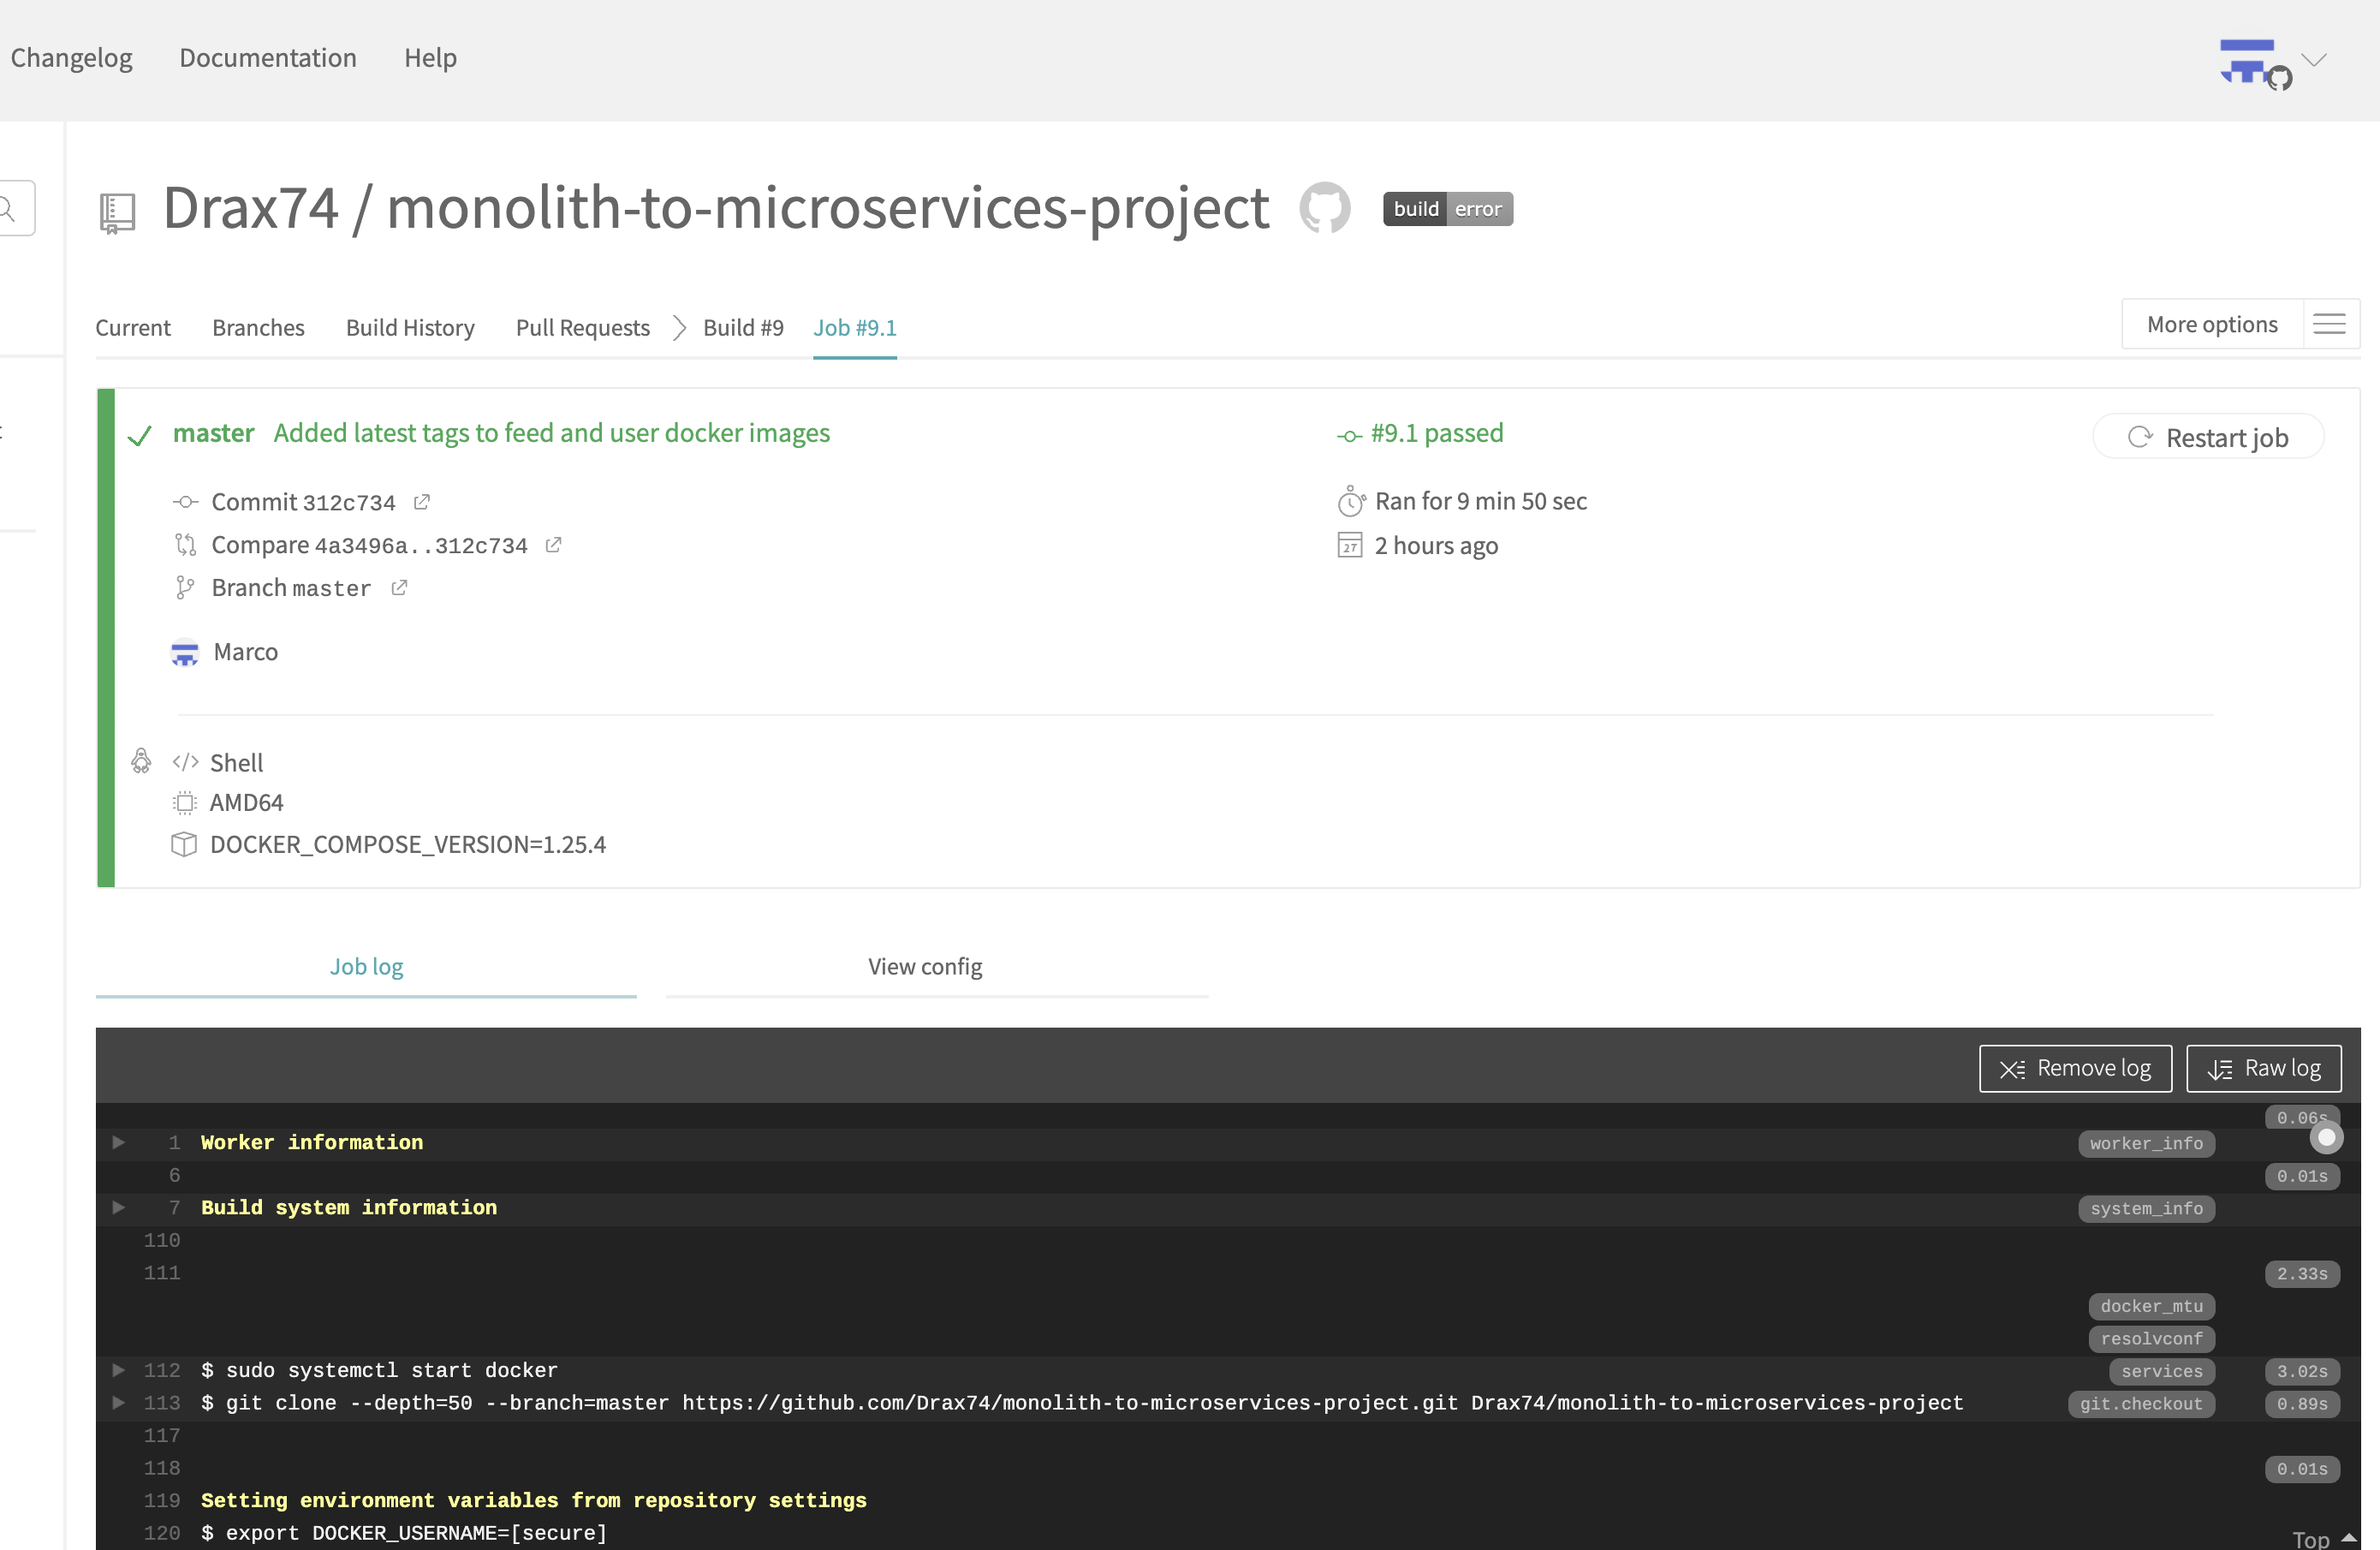 Changelog Documentation Help
Drax74 / monolith-to-microservices-project build error
Current Branches Build History Pull Requests Build #9 Job #9.1 More options
master Added latest tags to feed and user docker images
#9.1 passed
Restart job
Commit 312c734
Ran for 9 min 50 sec
Compare 4a3496a..312c734
27 2 hours ago
Branch master
Marco
Shell
AMD64
DOCKER_COMPOSE_VERSION=1.25.4
Job log View config
Remove log Raw log
0.06s
1 Worker information worker_info
6 0.01s
7 Build system information system_info
110
111 2.33s
docker_mtu
resolvconf
112 $ sudo systemctl start docker services 3.02s
113 $ git clone --depth=50 --branch=master https://github.com/Drax74/monolith-to-microservices-project.git Drax74/monolith-to-microservices-project git.checkout 0.89s
117
118 0.01s
119 Setting environment variables from repository settings
120 $ export DOCKER_USERNAME=[secure]
Top